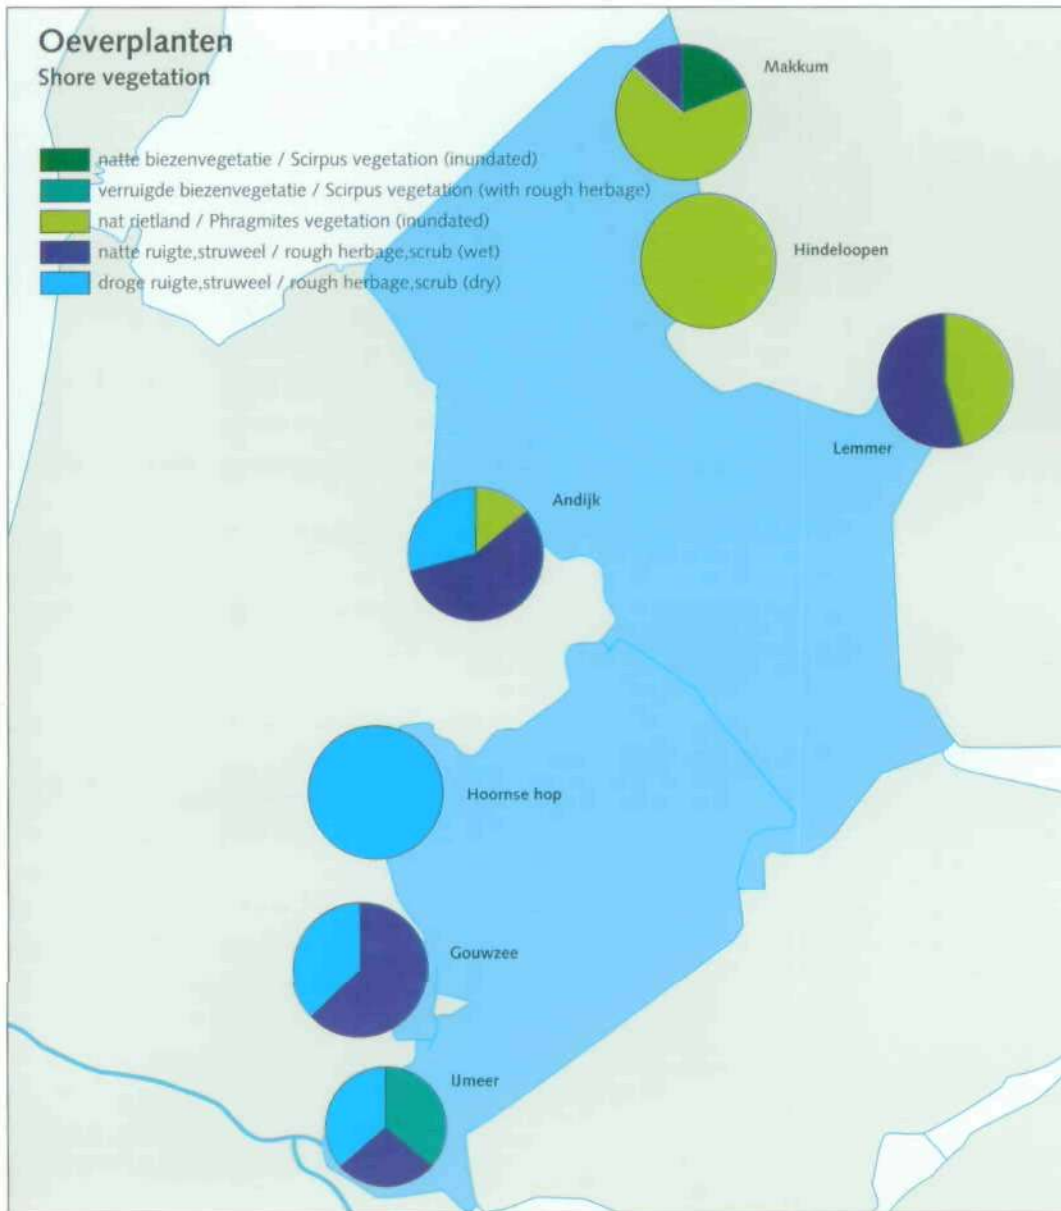 Oeverplanten
Shore vegetation
natte biezenvegetatie / Scirpus vegetation (inundated)
verruigde biezenvegetatie / Scirpus vegetation (with rough herbage)
nat rietland / Phragmites vegetation (inundated)
natte ruigte,struweel / rough herbage,scrub (wet)
droge ruigte,struweel / rough herbage,scrub (dry)
Makkum
Hindeloopen
Lemmer
Andijk
Hoornse hop
Gouwzee
IJmeer